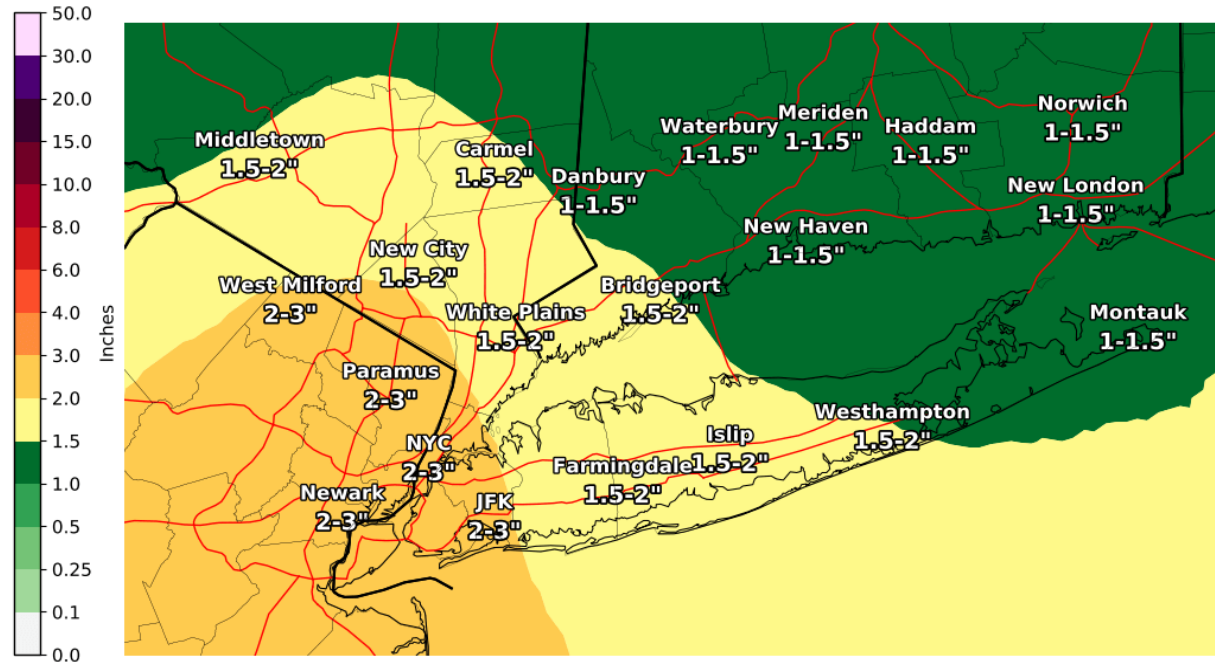 50.0
30.0
20.0
15.0
10.0
8.0
6.0
4.0
3.0
2.0
1.5
1.0
0.5
0.25
0.1
0.0
Inches
Middletown
1.5-2"
Carmel
1.5-2"
Danbury
1-1.5"
Waterbury
1-1.5"
Meriden
1-1.5"
Haddam
1-1.5"
Norwich
1-1.5"
New London
1-1.5"
New Haven
1-1.5"
New City
1.5-2"
West Milford
2-3"
White Plains
1.5-2"
Bridgeport
1.5-2"
Montauk
1-1.5"
Paramus
2-3"
NYC
2-3"
Westhampton
1.5-2"
Islip
1.5-2"
Farmingdale
1.5-2"
Newark
2-3"
JFK
2-3"